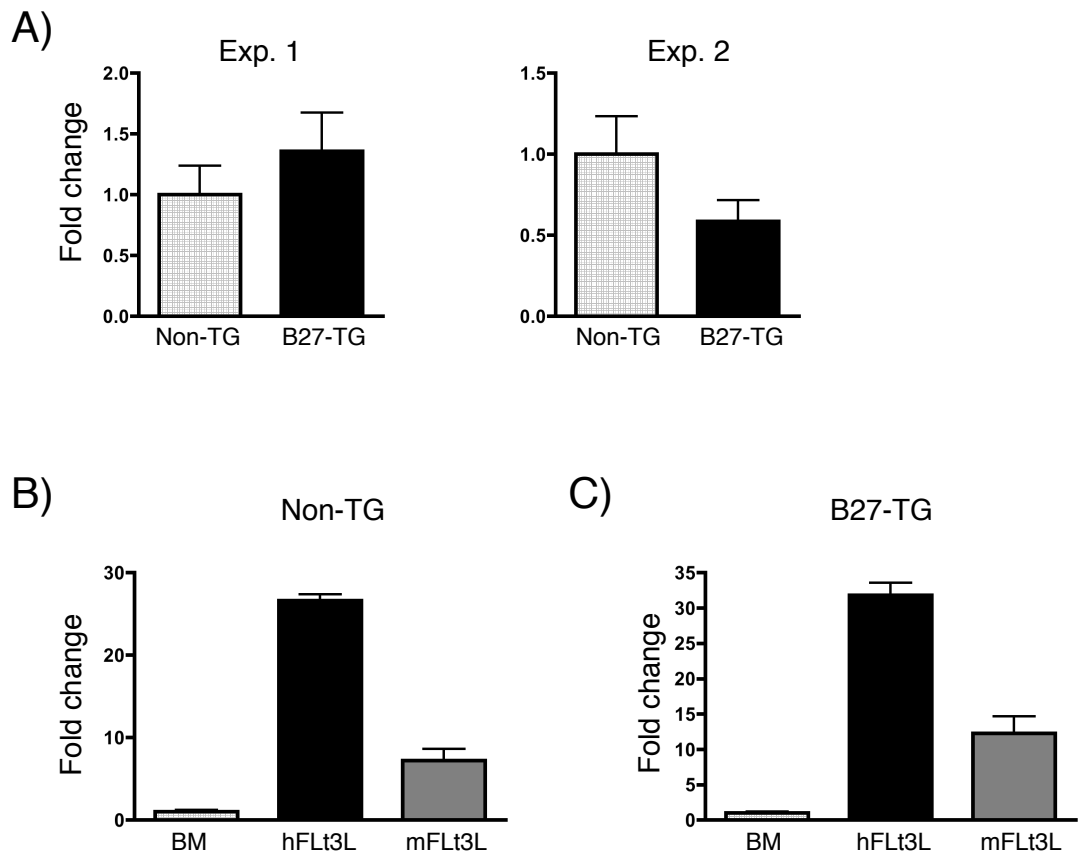 A)
Exp. 1
Exp. 2
Fold change
2.0
1.5
1.0
0.5
0.0
Non-TG B27-TG
1.5
1.0
0.5
0.0
Non-TG B27-TG
B)
Non-TG
Fold change
30
20
10
0
BM hFLt3L mFLt3L
C)
B27-TG
Fold change
35
30
25
20
15
10
5
0
BM hFLt3L mFLt3L